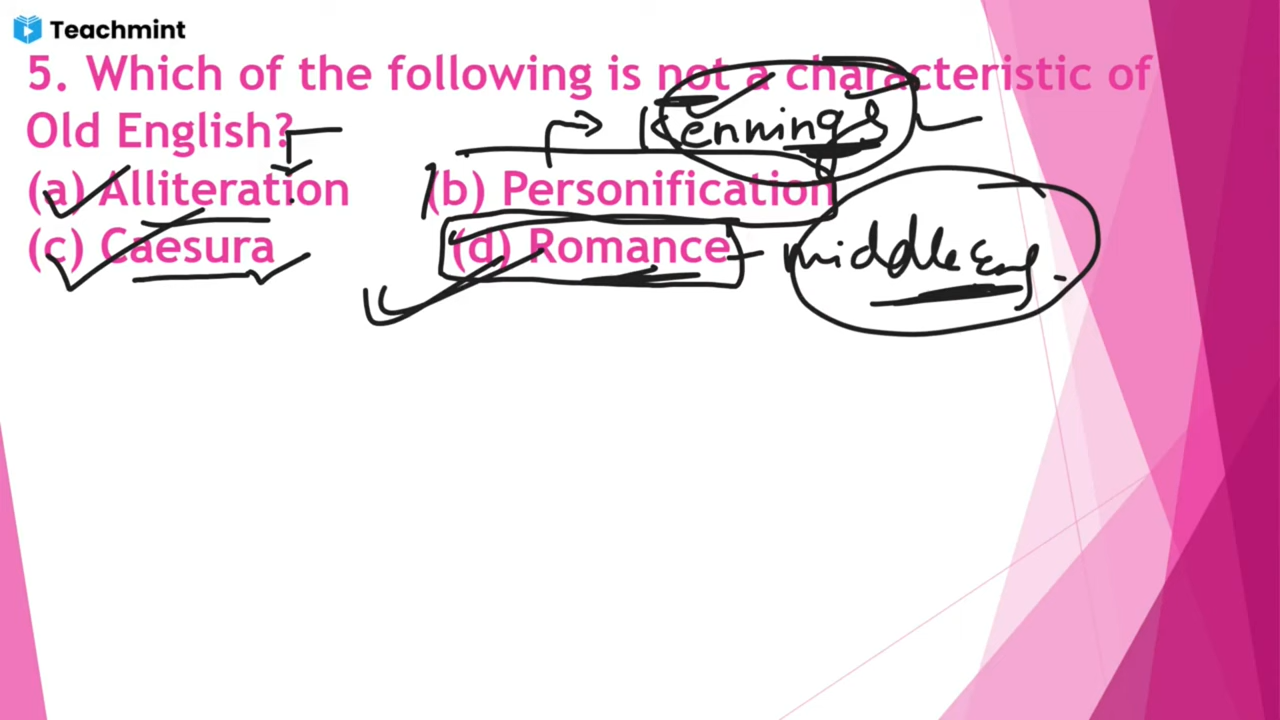 Teachmint
5. Which of the following is not a characteristic of
Old English?
Kennings
(a) Alliteration (b) Personification
(c) Caesura (d) Romance - middle Eng.